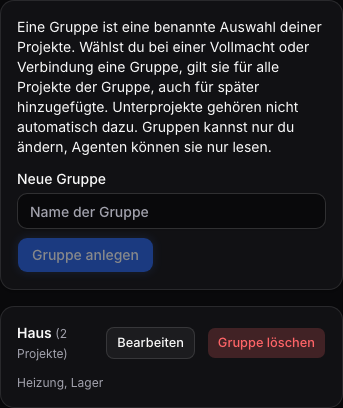 Eine Gruppe ist eine benannte Auswahl deiner
Projekte. Wählst du bei einer Vollmacht oder
Verbindung eine Gruppe, gilt sie für alle
Projekte der Gruppe, auch für später
hinzugefügte. Unterprojekte gehören nicht
automatisch dazu. Gruppen kannst nur du
ändern, Agenten können sie nur lesen.
Neue Gruppe
Name der Gruppe
Gruppe anlegen
Haus (2
Projekte)
Bearbeiten
Gruppe löschen
Heizung, Lager